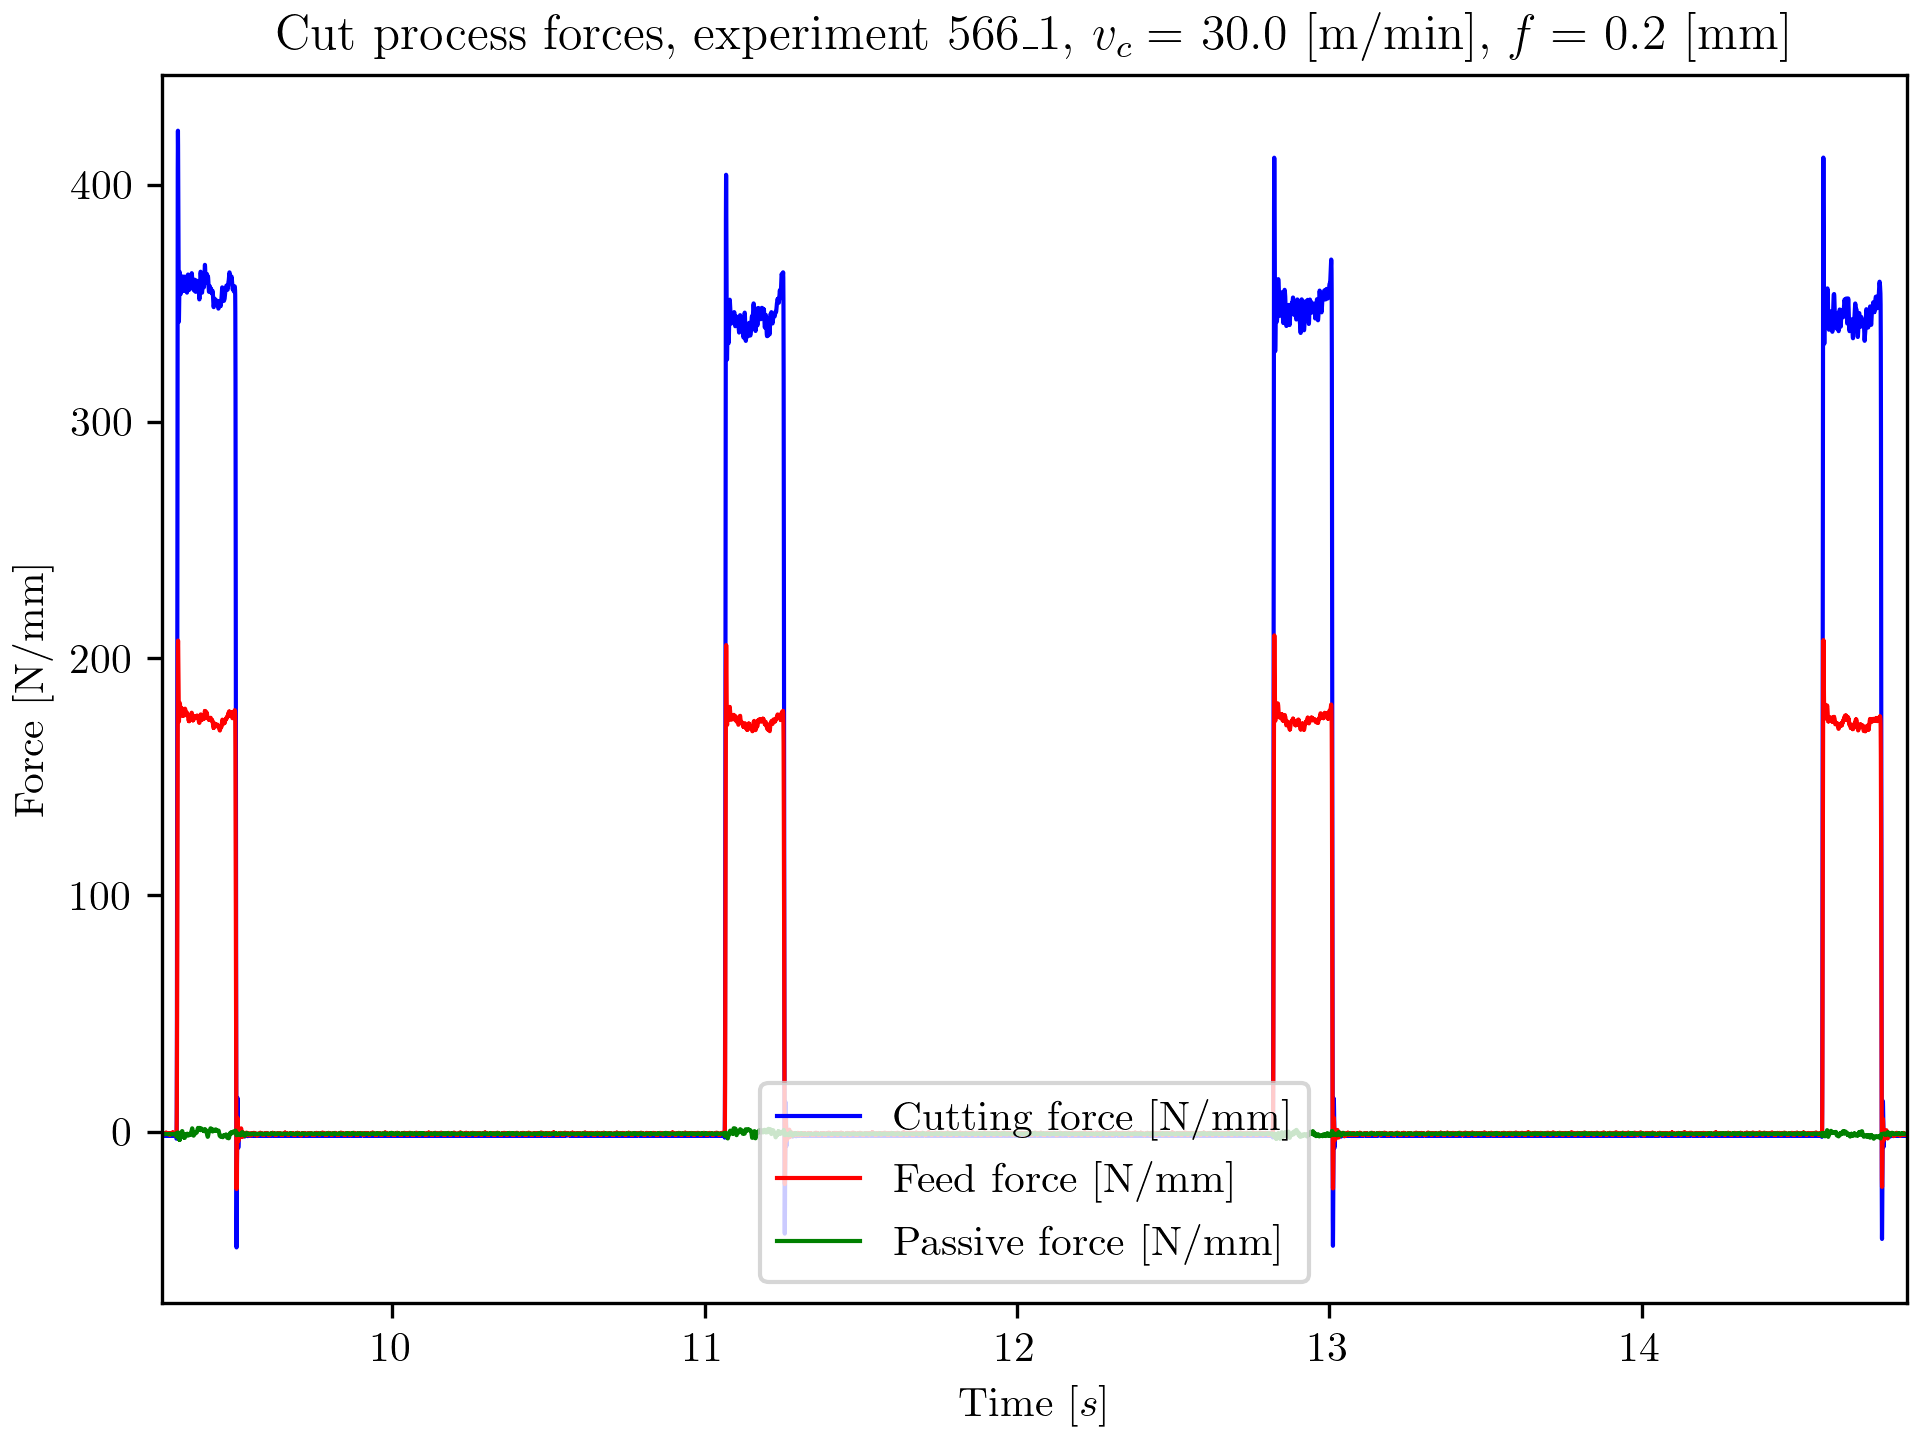 Cut process forces, experiment 566_1, v_c = 30.0 [m/min], f = 0.2 [mm]
Force [N/mm]
400
300
200
100
0
Cutting force [N/mm]
Feed force [N/mm]
Passive force [N/mm]
10
11
12
13
14
Time [s]